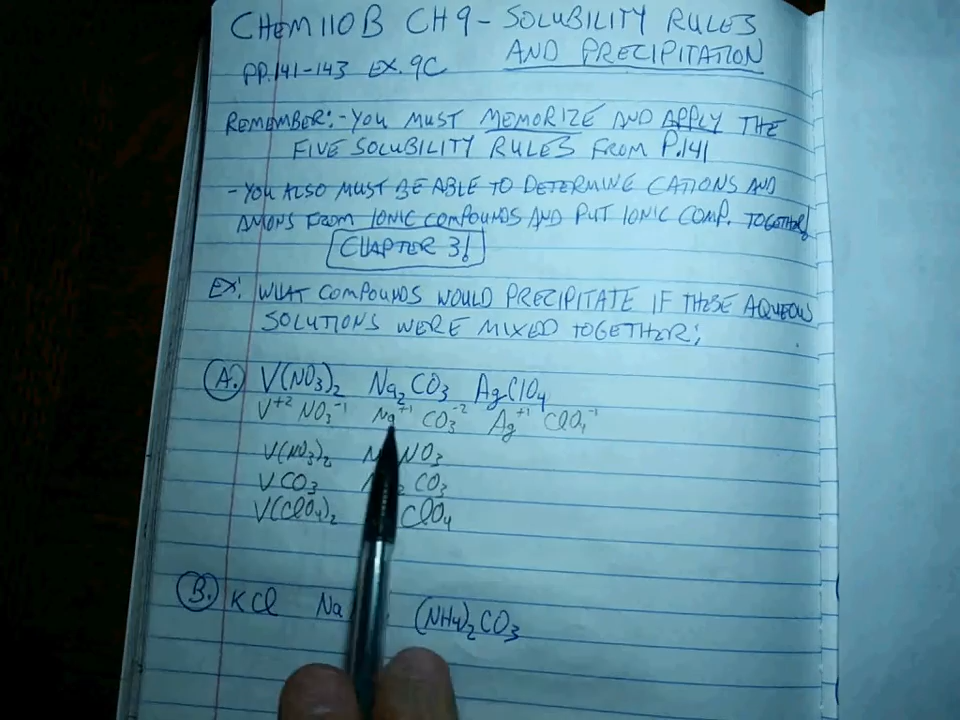 CHEM 110B CH 9 - SOLUBILITY RULES
AND PRECIPITATION
PP. 141-143 EX. 9C
REMEMBER: - YOU MUST MEMORIZE AND APPLY THE
FIVE SOLUBILITY RULES FROM P. 141
- YOU ALSO MUST BE ABLE TO DETERMINE CATIONS AND
ANIONS FROM IONIC COMPOUNDS AND PUT IONIC COMP. TOGETHER!
CHAPTER 3!
EX: WHAT COMPOUNDS WOULD PRECIPITATE IF THESE AQUEOUS
SOLUTIONS WERE MIXED TOGETHER:
A. V(NO₃)₂ Na₂CO₃ AgClO₄
V⁺² NO₃⁻¹ Na⁺¹ CO₃⁻² Ag⁺¹ ClO₄⁻¹
V(NO₃)₂ NO₃
VCO₃ ₂CO₃
V(ClO₄)₂ ClO₄
B. KCl Na (NH₄)₂CO₃